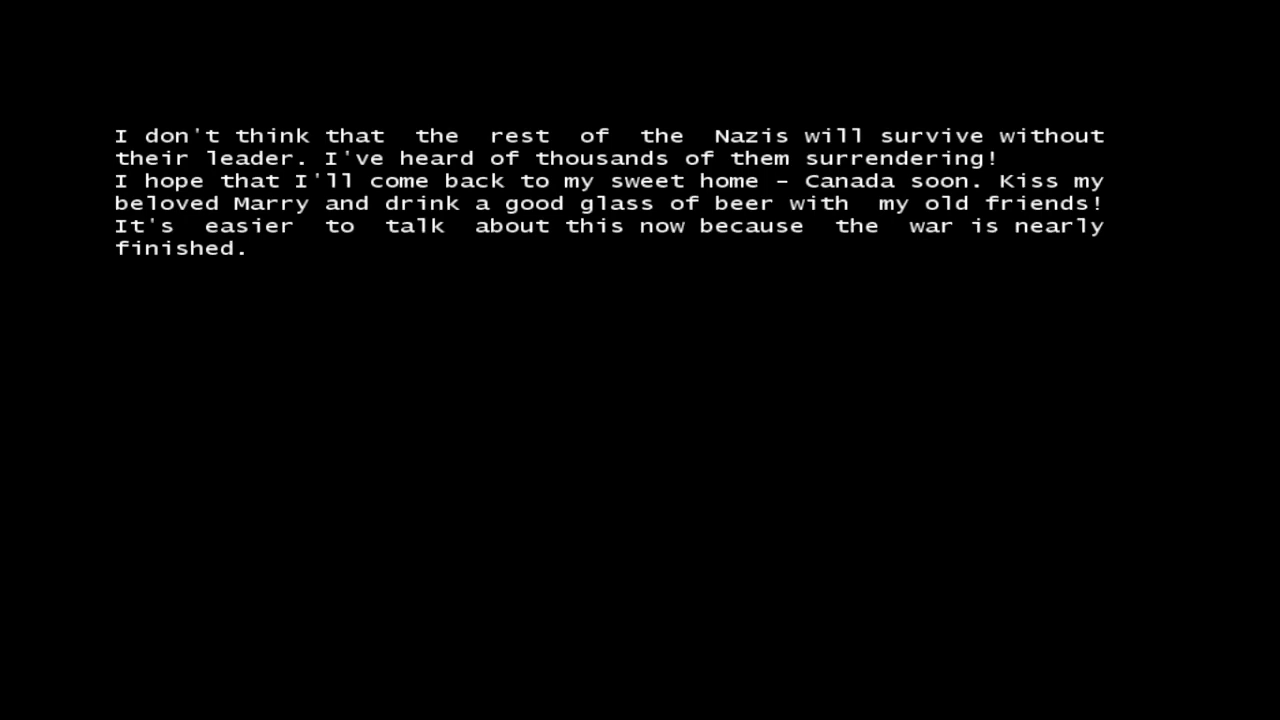 I don't think that  the  rest  of  the  Nazis will survive without
their leader. I've heard of thousands of them surrendering!
I hope that I'll come back to my sweet home – Canada soon. Kiss my
beloved Marry and drink a good glass of beer with  my old friends!
It's  easier  to  talk  about this now because  the  war is nearly
finished.